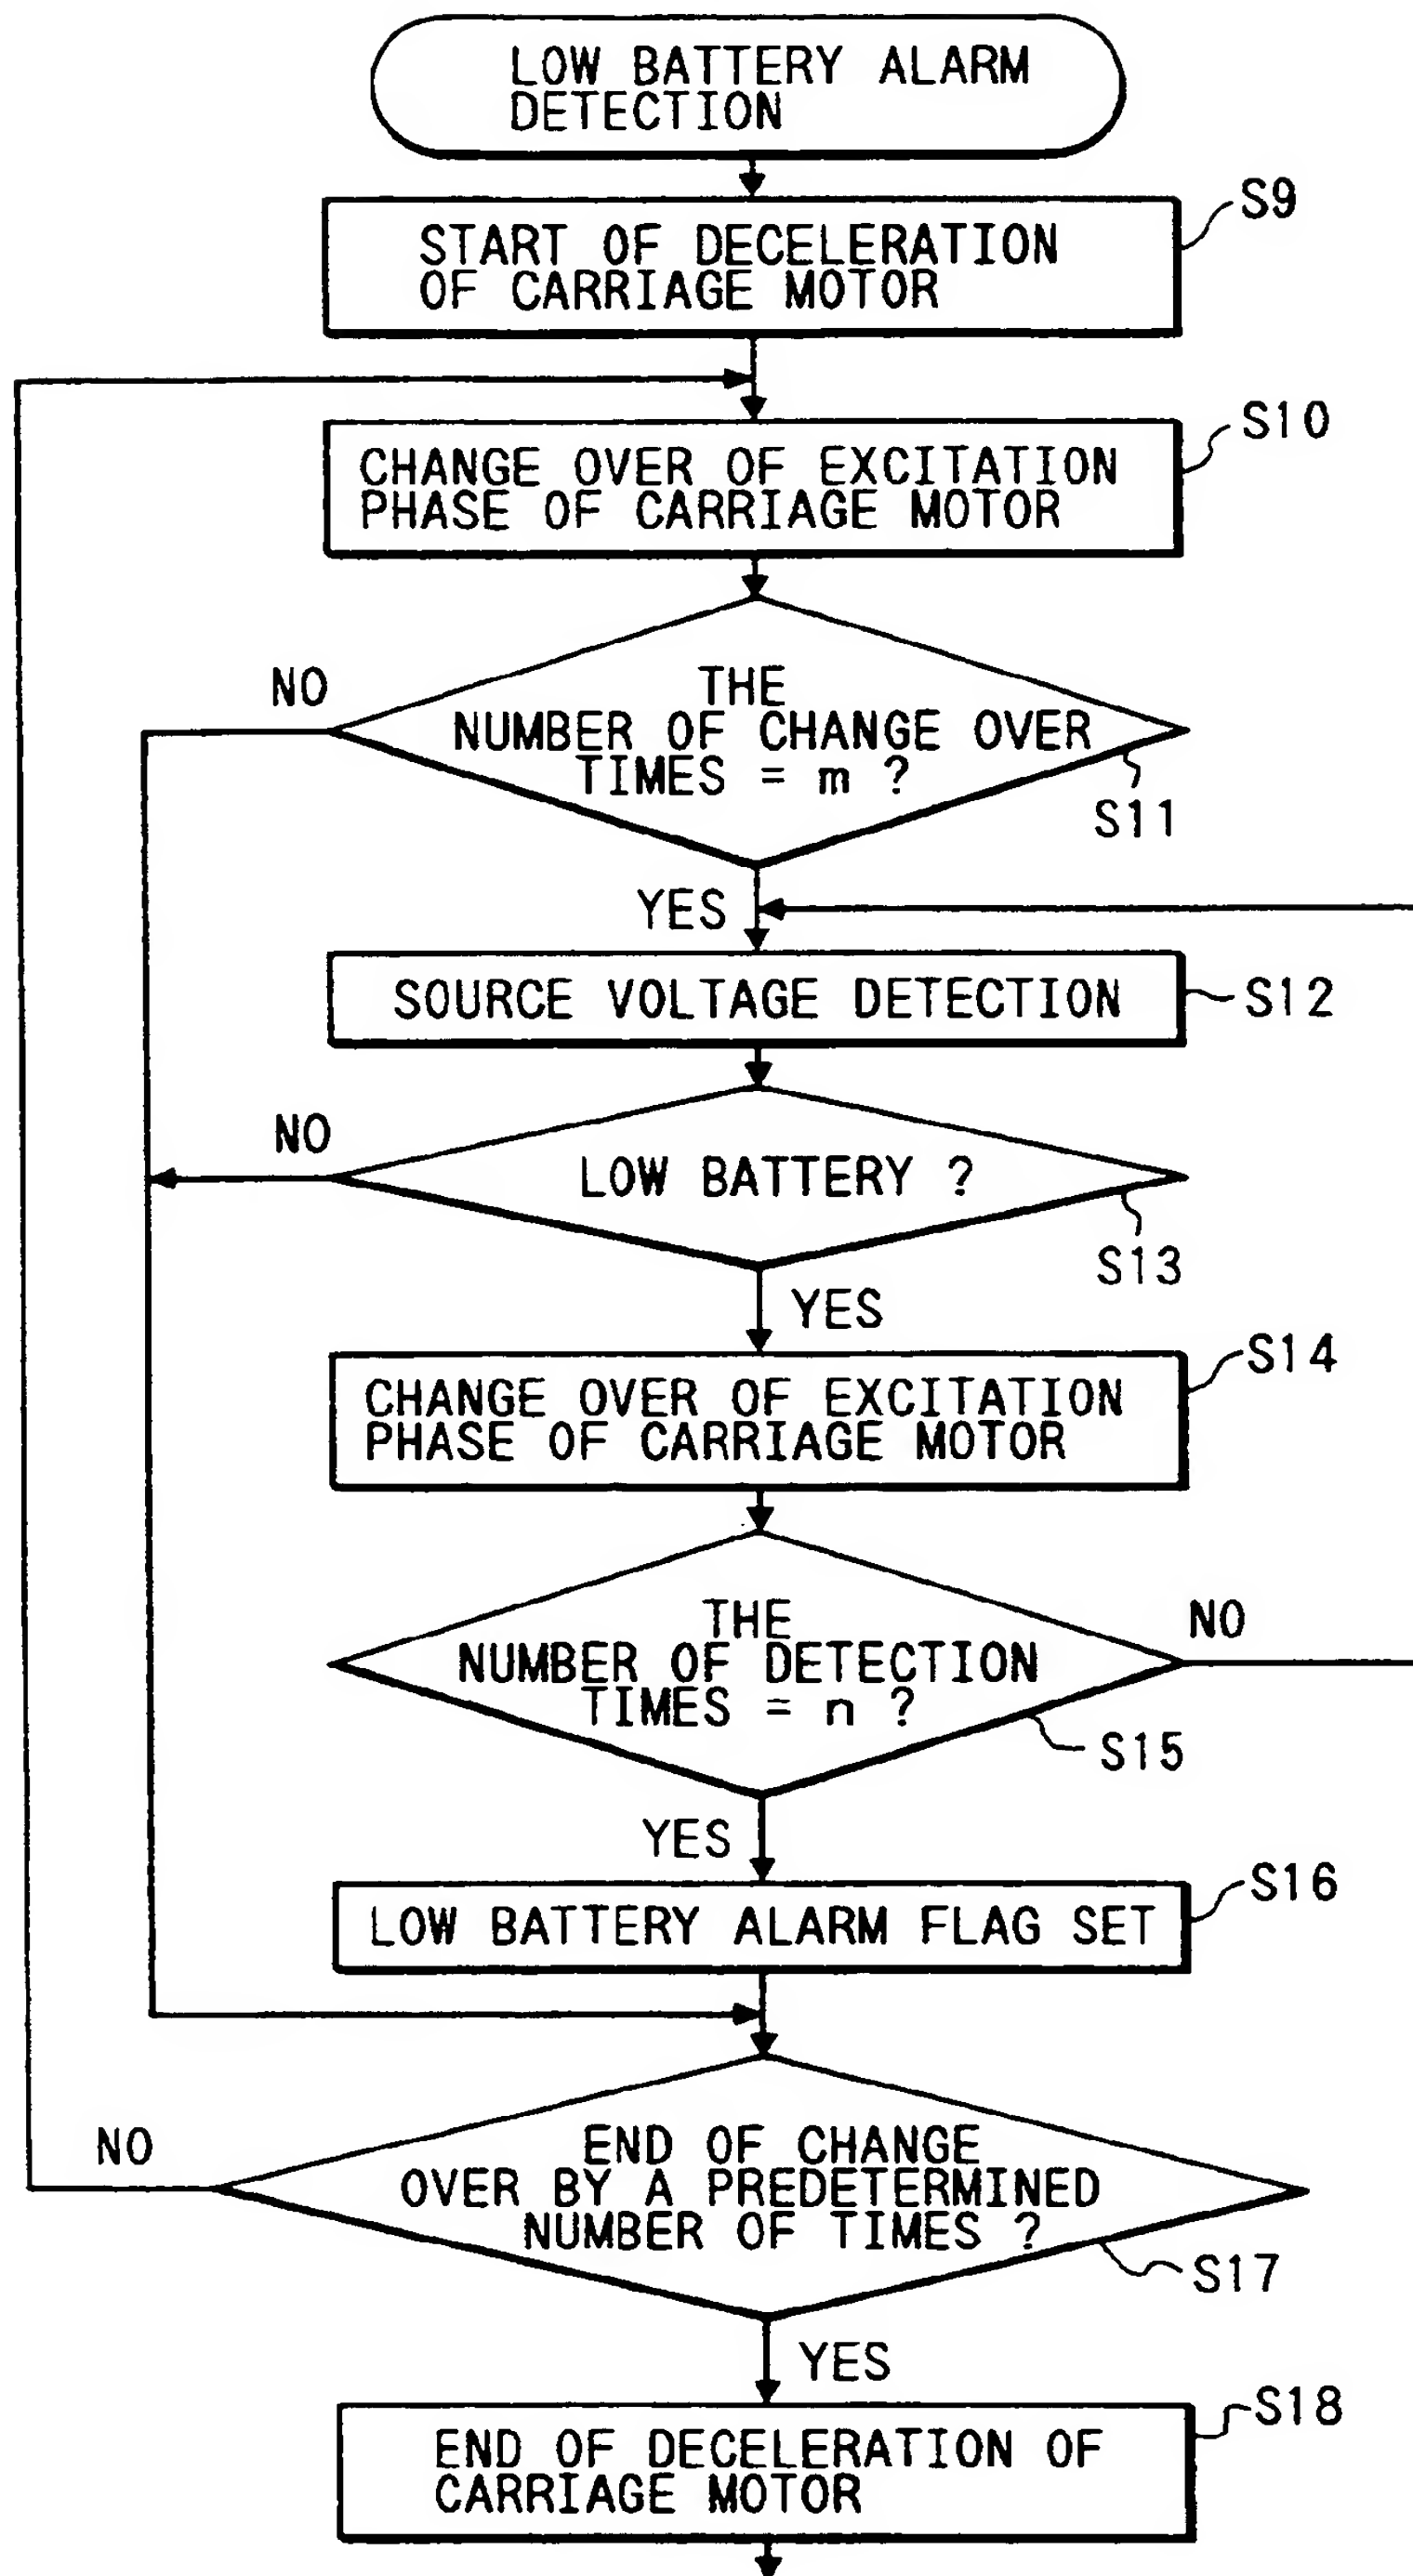 LOW BATTERY ALARM
DETECTION
S9
START OF DECELERATION
OF CARRIAGE MOTOR
S10
CHANGE OVER OF EXCITATION
PHASE OF CARRIAGE MOTOR
NO
THE
NUMBER OF CHANGE OVER
TIMES = m ?
S11
YES
SOURCE VOLTAGE DETECTION
S12
NO
LOW BATTERY ?
S13
YES
S14
CHANGE OVER OF EXCITATION
PHASE OF CARRIAGE MOTOR
THE
NUMBER OF DETECTION
TIMES = n ?
NO
S15
YES
S16
LOW BATTERY ALARM FLAG SET
NO
END OF CHANGE
OVER BY A PREDETERMINED
NUMBER OF TIMES ?
S17
YES
S18
END OF DECELERATION OF
CARRIAGE MOTOR